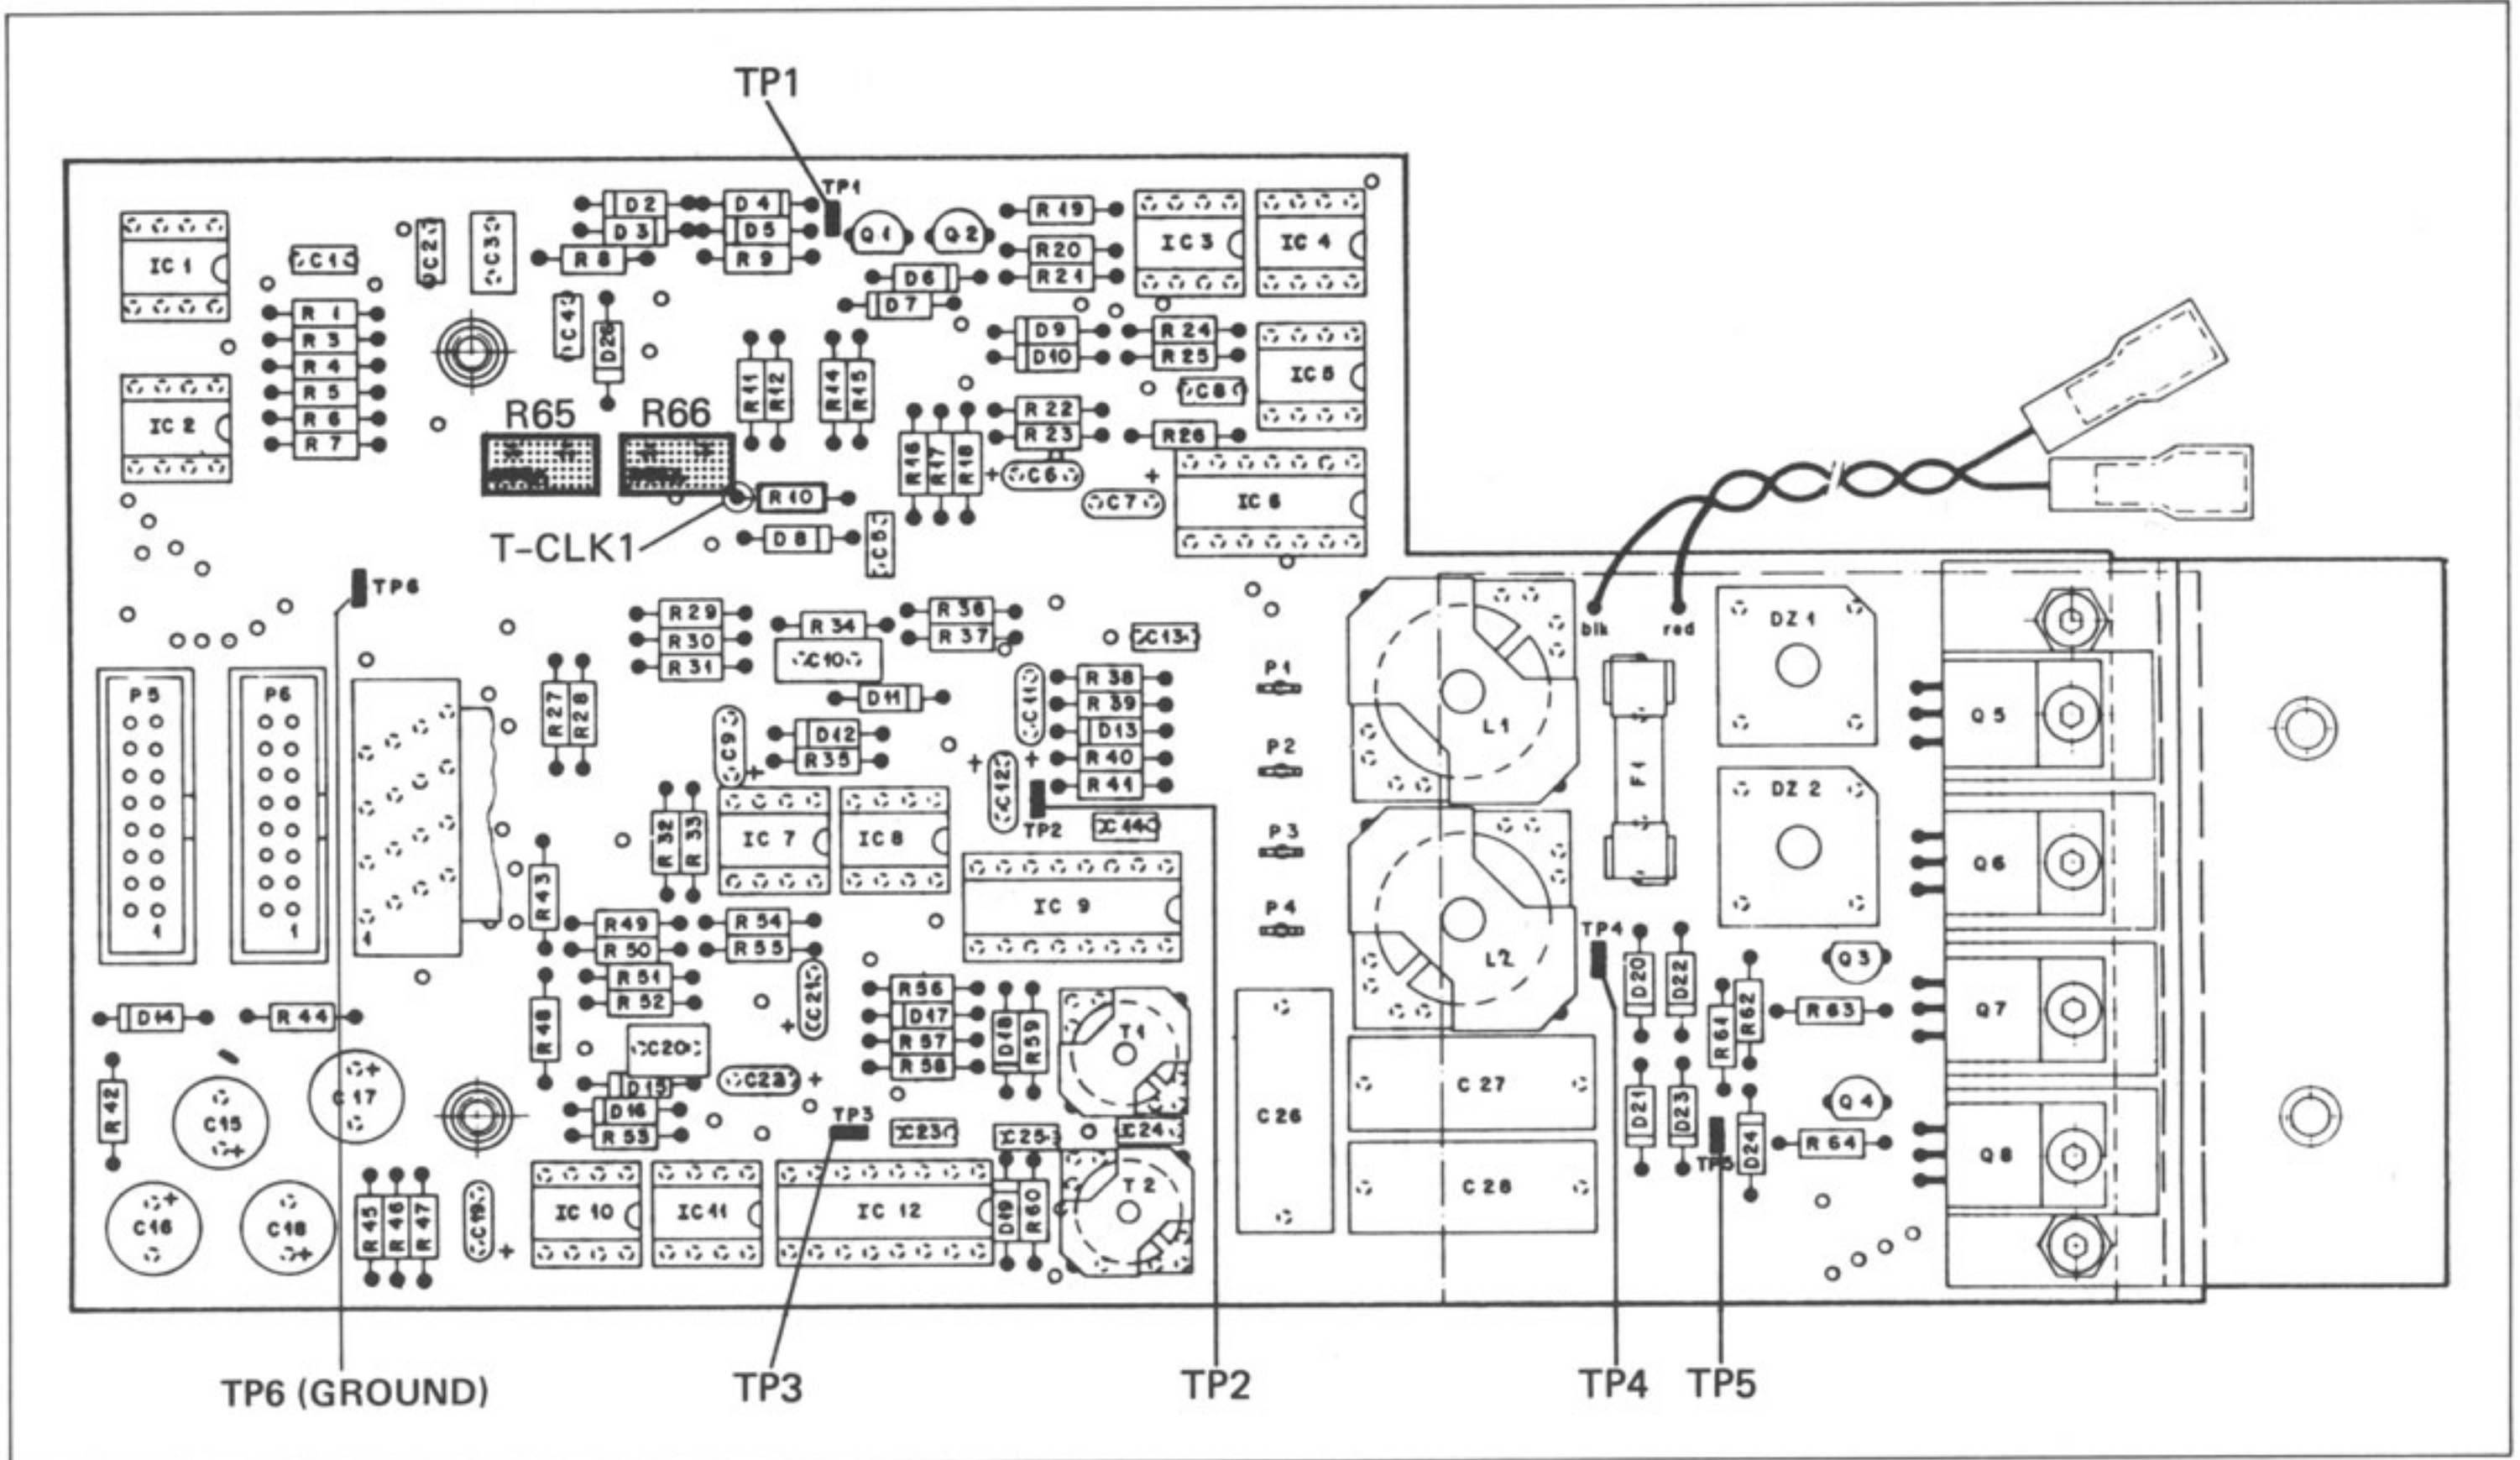 TP1
TP1
D2
D4
D3
D5
R8
R9
Q1
Q2
R19
R20
R21
IC3
IC4
IC1
C1
C2
C3
D6
D7
R1
R3
R4
R5
R6
R7
C4
D26
R11
R12
R14
R15
D9
D10
R24
R25
C8
IC5
IC2
R65
R66
R22
R23
R26
R16
R17
R18
+
C6
+
C7
IC6
R10
T-CLK1
D8
C5
TP6
R29
R30
R31
R34
C10
R36
R37
C13
blk
red
DZ1
P5
P6
R27
R28
D11
C11
R38
R39
D13
R40
R41
P1
P2
P3
P4
L1
F1
Q5
C9
+
D12
R35
+
C12
+
TP2
C14
DZ2
R32
R33
IC7
IC8
IC9
Q6
1
1
1
R43
R49
R50
R51
R52
R54
R55
L2
TP4
D20
D22
Q3
D14
R44
R48
C21
+
R56
D17
R57
R58
D18
R59
T1
R64
R62
R63
Q7
R42
C15
+
C17
+
C20
D15
D16
R53
C22
+
TP3
C23
C25
C24
C26
C27
C28
D21
D23
TP5
D24
Q4
R64
Q8
C16
+
C18
+
R45
R46
R47
C19
+
IC10
IC11
IC12
D19
R60
T2
TP6 (GROUND)
TP3
TP2
TP4
TP5